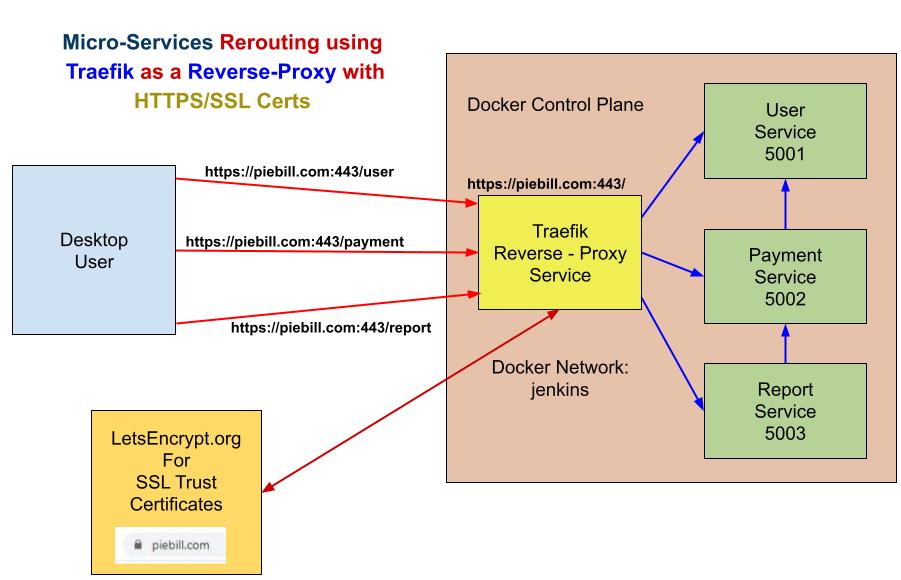 Micro-Services Rerouting using
Traefik as a Reverse-Proxy with
HTTPS/SSL Certs
Docker Control Plane
User
Service
5001
https://piebill.com:443/user
https://piebill.com:443/
Desktop
User
https://piebill.com:443/payment
Traefik
Reverse - Proxy
Service
Payment
Service
5002
https://piebill.com:443/report
Docker Network:
jenkins
Report
Service
5003
LetsEncrypt.org
For
SSL Trust
Certificates
piebill.com